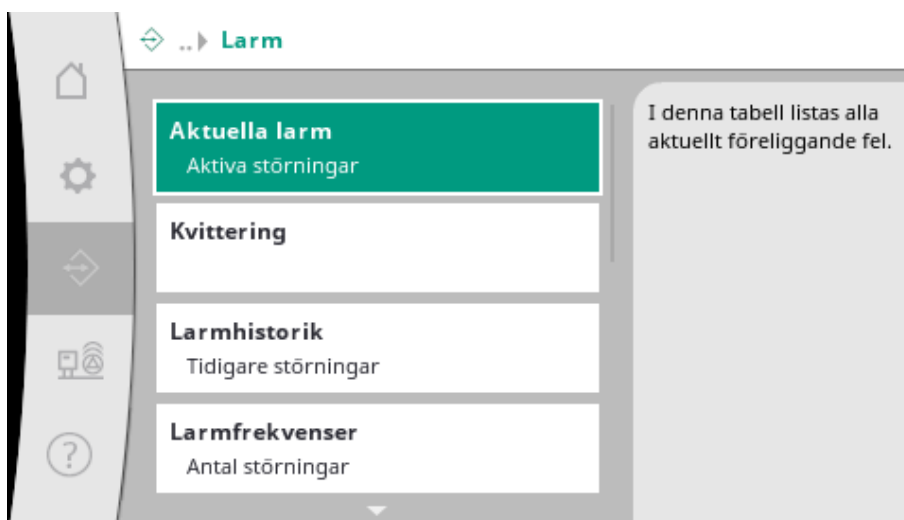 ..▶ Larm
Aktuella larm
Aktiva störningar
Kvittering
Larmhistorik
Tidigare störningar
Larmfrekvenser
Antal störningar
I denna tabell listas alla
aktuellt föreliggande fel.
?